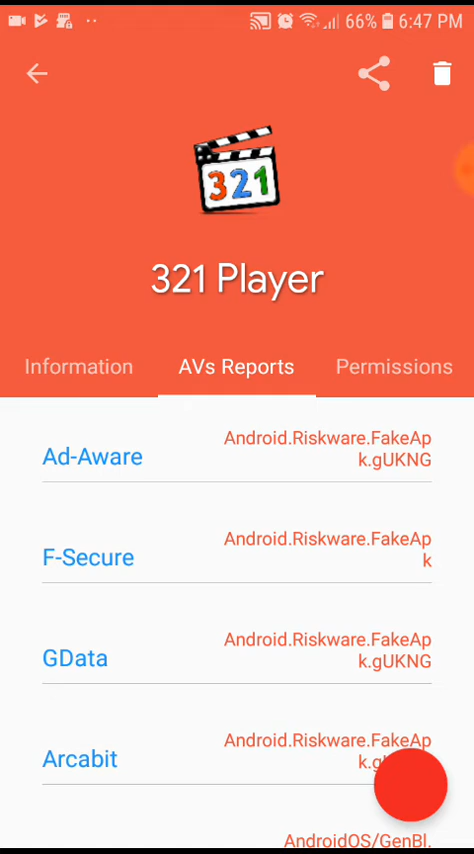 66% 6:47 PM
321
321 Player
Information AVs Reports Permissions
Android.Riskware.FakeAp
Ad-Aware k.gUKNG
Android.Riskware.FakeAp
F-Secure k
Android.Riskware.FakeAp
GData k.gUKNG
Android.Riskware.FakeAp
Arcabit
AndroidOS/GenBl.